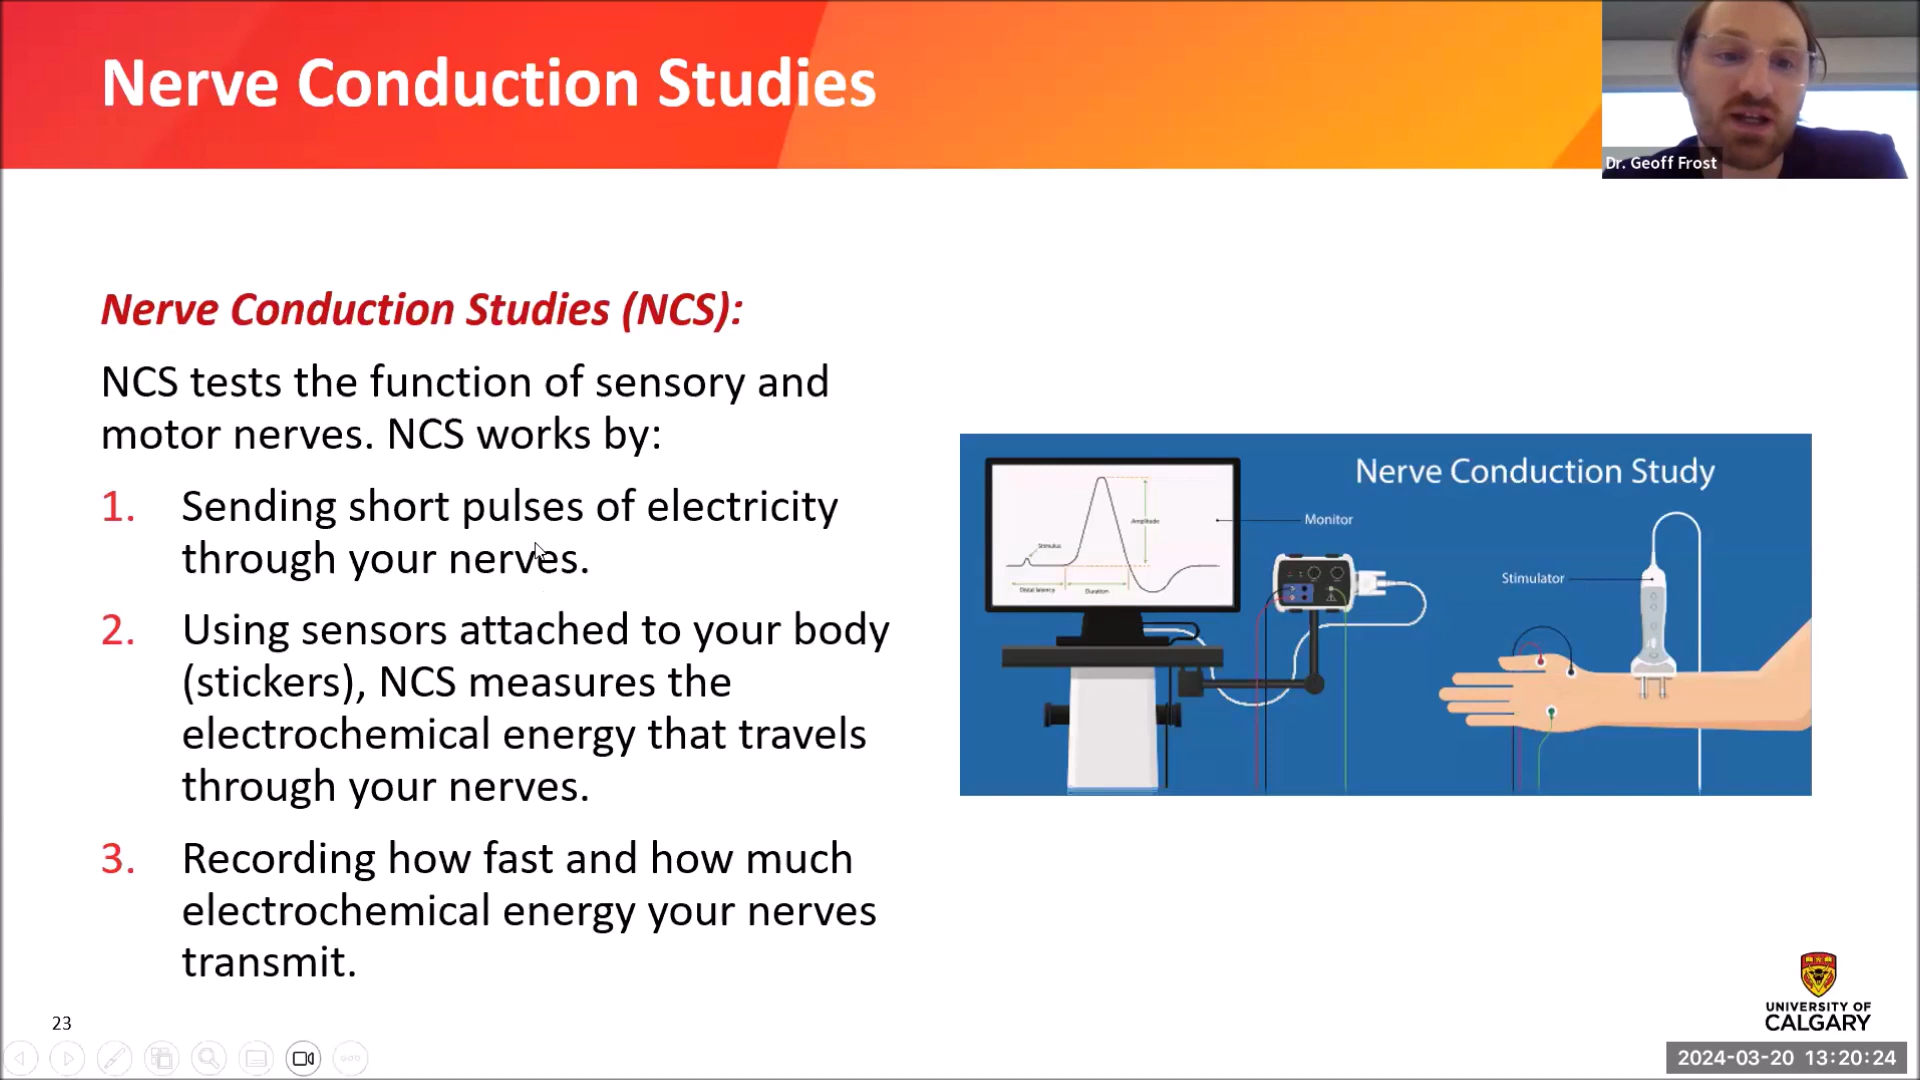 Nerve Conduction Studies
Dr. Geoff Frost
Nerve Conduction Studies (NCS):
NCS tests the function of sensory and
motor nerves. NCS works by:
1. Sending short pulses of electricity
through your nerves.
2. Using sensors attached to your body
(stickers), NCS measures the
electrochemical energy that travels
through your nerves.
3. Recording how fast and how much
electrochemical energy your nerves
transmit.
Nerve Conduction Study
Monitor
Amplitude
Stimulus
Distal latency
Duration
Stimulator
23
UNIVERSITY OF
CALGARY
2024-03-20 13:20:24